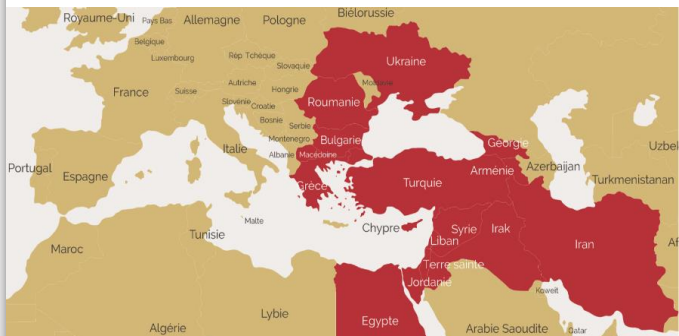 Biélorussie
Royaume-Uni
Pays Bas
Allemagne
Pologne
Belgique
Luxembourg
Rép Tchèque
Slovaquie
Ukraine
France
Suisse
Autriche
Hongrie
Moldavie
Slovénie
Croatie
Roumanie
Bosnie
Serbie
Italie
Montenegro
Bulgarie
Géorgie
Uzbe
Albanie
Macédoine
Arménie
Azerbaijan
Portugal
Espagne
Grèce
Turquie
Turkmenistanan
Malte
Chypre
Syrie
Irak
Iran
Af
Tunisie
Liban
Maroc
Terre sainte
Jordanie
Koweit
Algérie
Lybie
Egypte
Arabie Saoudite
Qatar